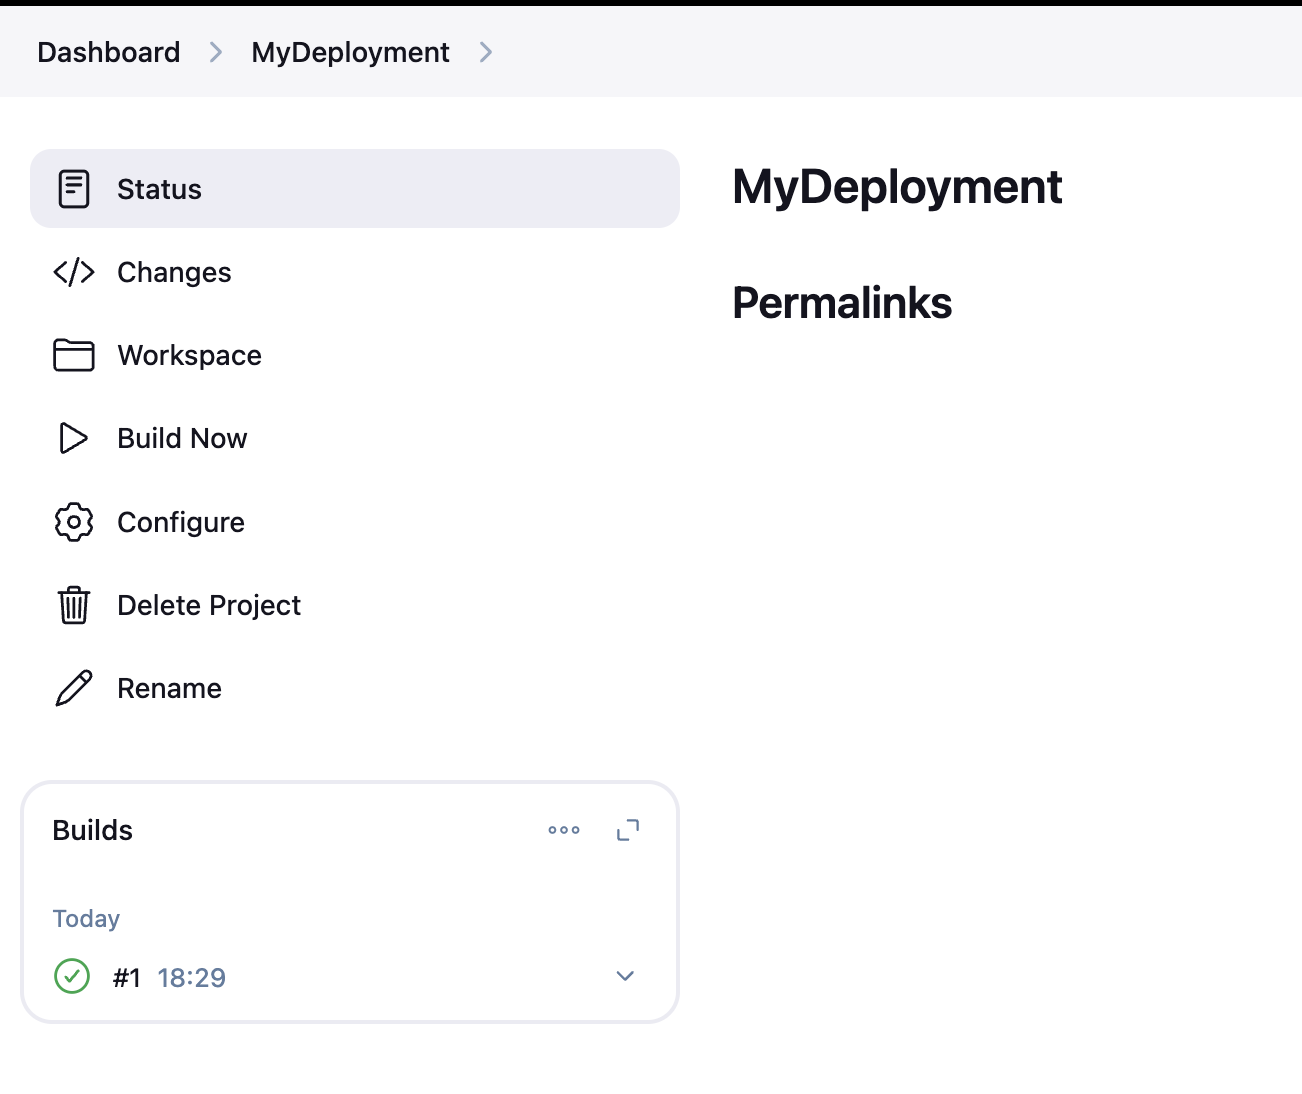 Dashboard > MyDeployment >
Status
Changes
Workspace
Build Now
Configure
Delete Project
Rename
MyDeployment
Permalinks
Builds
Today
#1 18:29